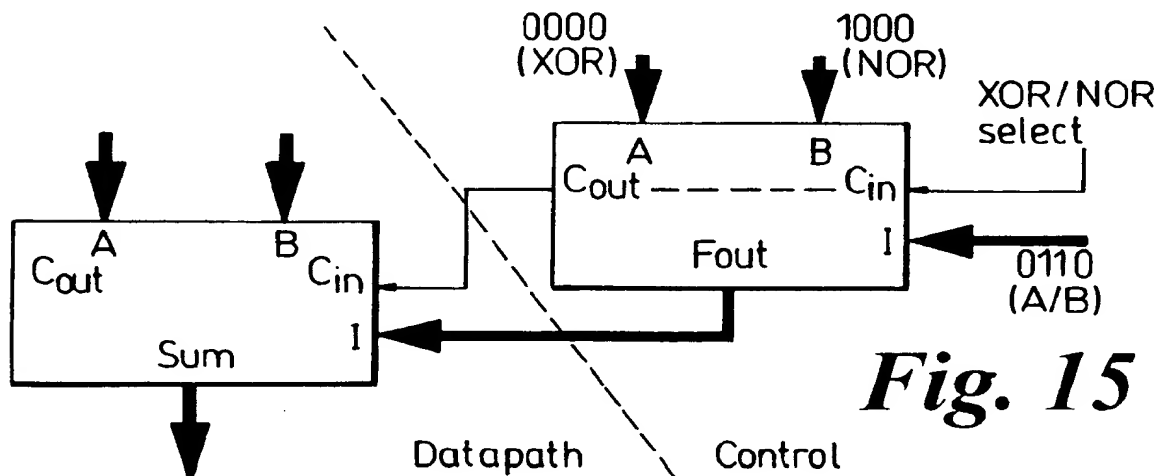 0000
(XOR)
1000
(NOR)
XOR/NOR
select
A
B
Cout
Cin
I
Fout
0110
(A/B)
A
B
Cout
Cin
I
Sum
Fig. 15
Datapath
Control